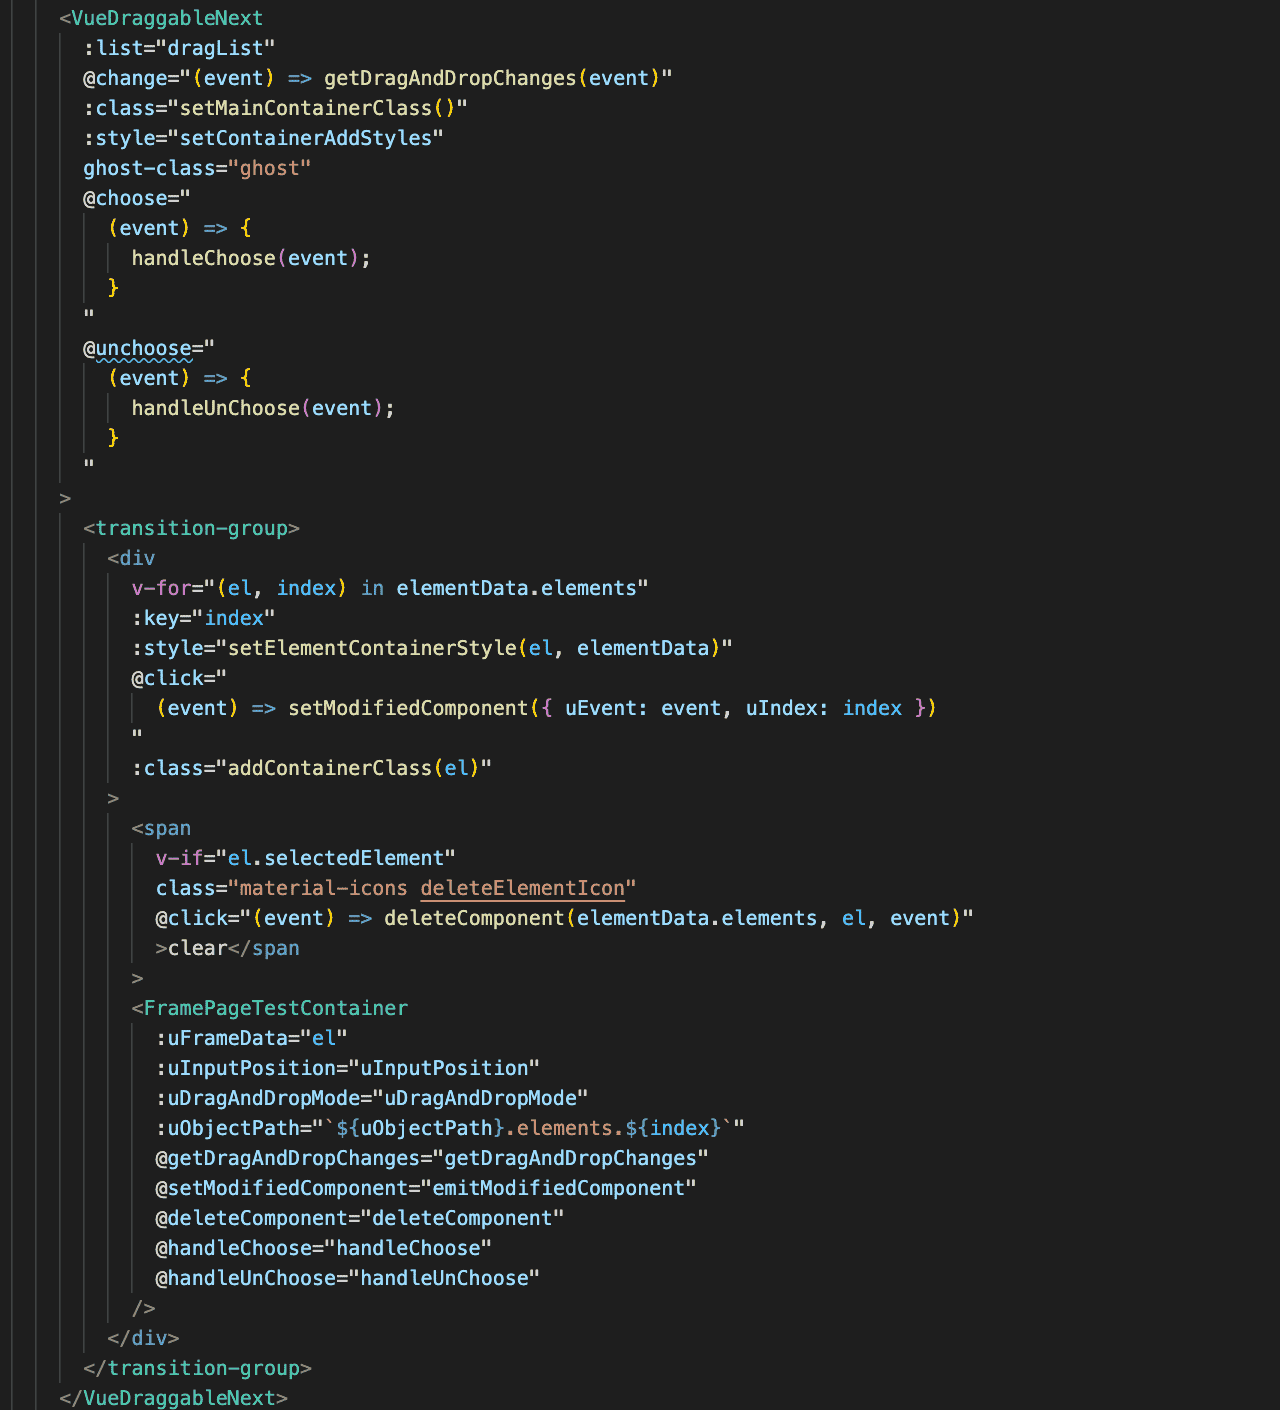 <VueDraggableNext
:list="dragList"
@change="(event) => getDragAndDropChanges(event)"
:class="setMainContainerClass()"
:style="setContainerAddStyles"
ghost-class="ghost"
@choose="
(event) => {
handleChoose(event);
}
"
@unchoose="
(event) => {
handleUnChoose(event);
}
"
>
<transition-group>
<div
v-for="(el, index) in elementData.elements"
:key="index"
:style="setElementContainerStyle(el, elementData)"
@click="
(event) => setModifiedComponent({ uEvent: event, uIndex: index })
"
:class="addContainerClass(el)"
>
<span
v-if="el.selectedElement"
class="material-icons deleteElementIcon"
@click="(event) => deleteComponent(elementData.elements, el, event)"
>clear</span
>
<FramePageTestContainer
:uFrameData="el"
:uInputPosition="uInputPosition"
:uDragAndDropMode="uDragAndDropMode"
:uObjectPath="`${uObjectPath}.elements.${index}`"
@getDragAndDropChanges="getDragAndDropChanges"
@setModifiedComponent="emitModifiedComponent"
@deleteComponent="deleteComponent"
@handleChoose="handleChoose"
@handleUnChoose="handleUnChoose"
/>
</div>
</transition-group>
</VueDraggableNext>